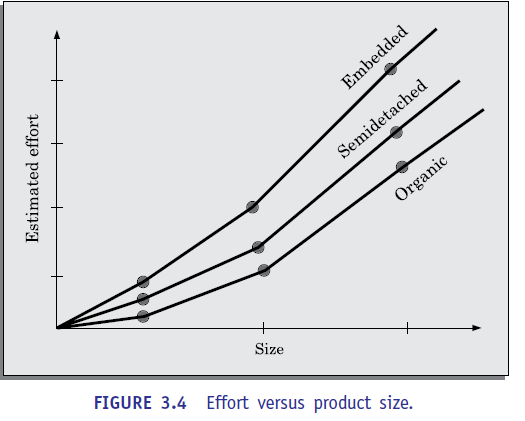 Embedded
Semidetached
Organic
Estimated effort
Size
FIGURE 3.4 Effort versus product size.